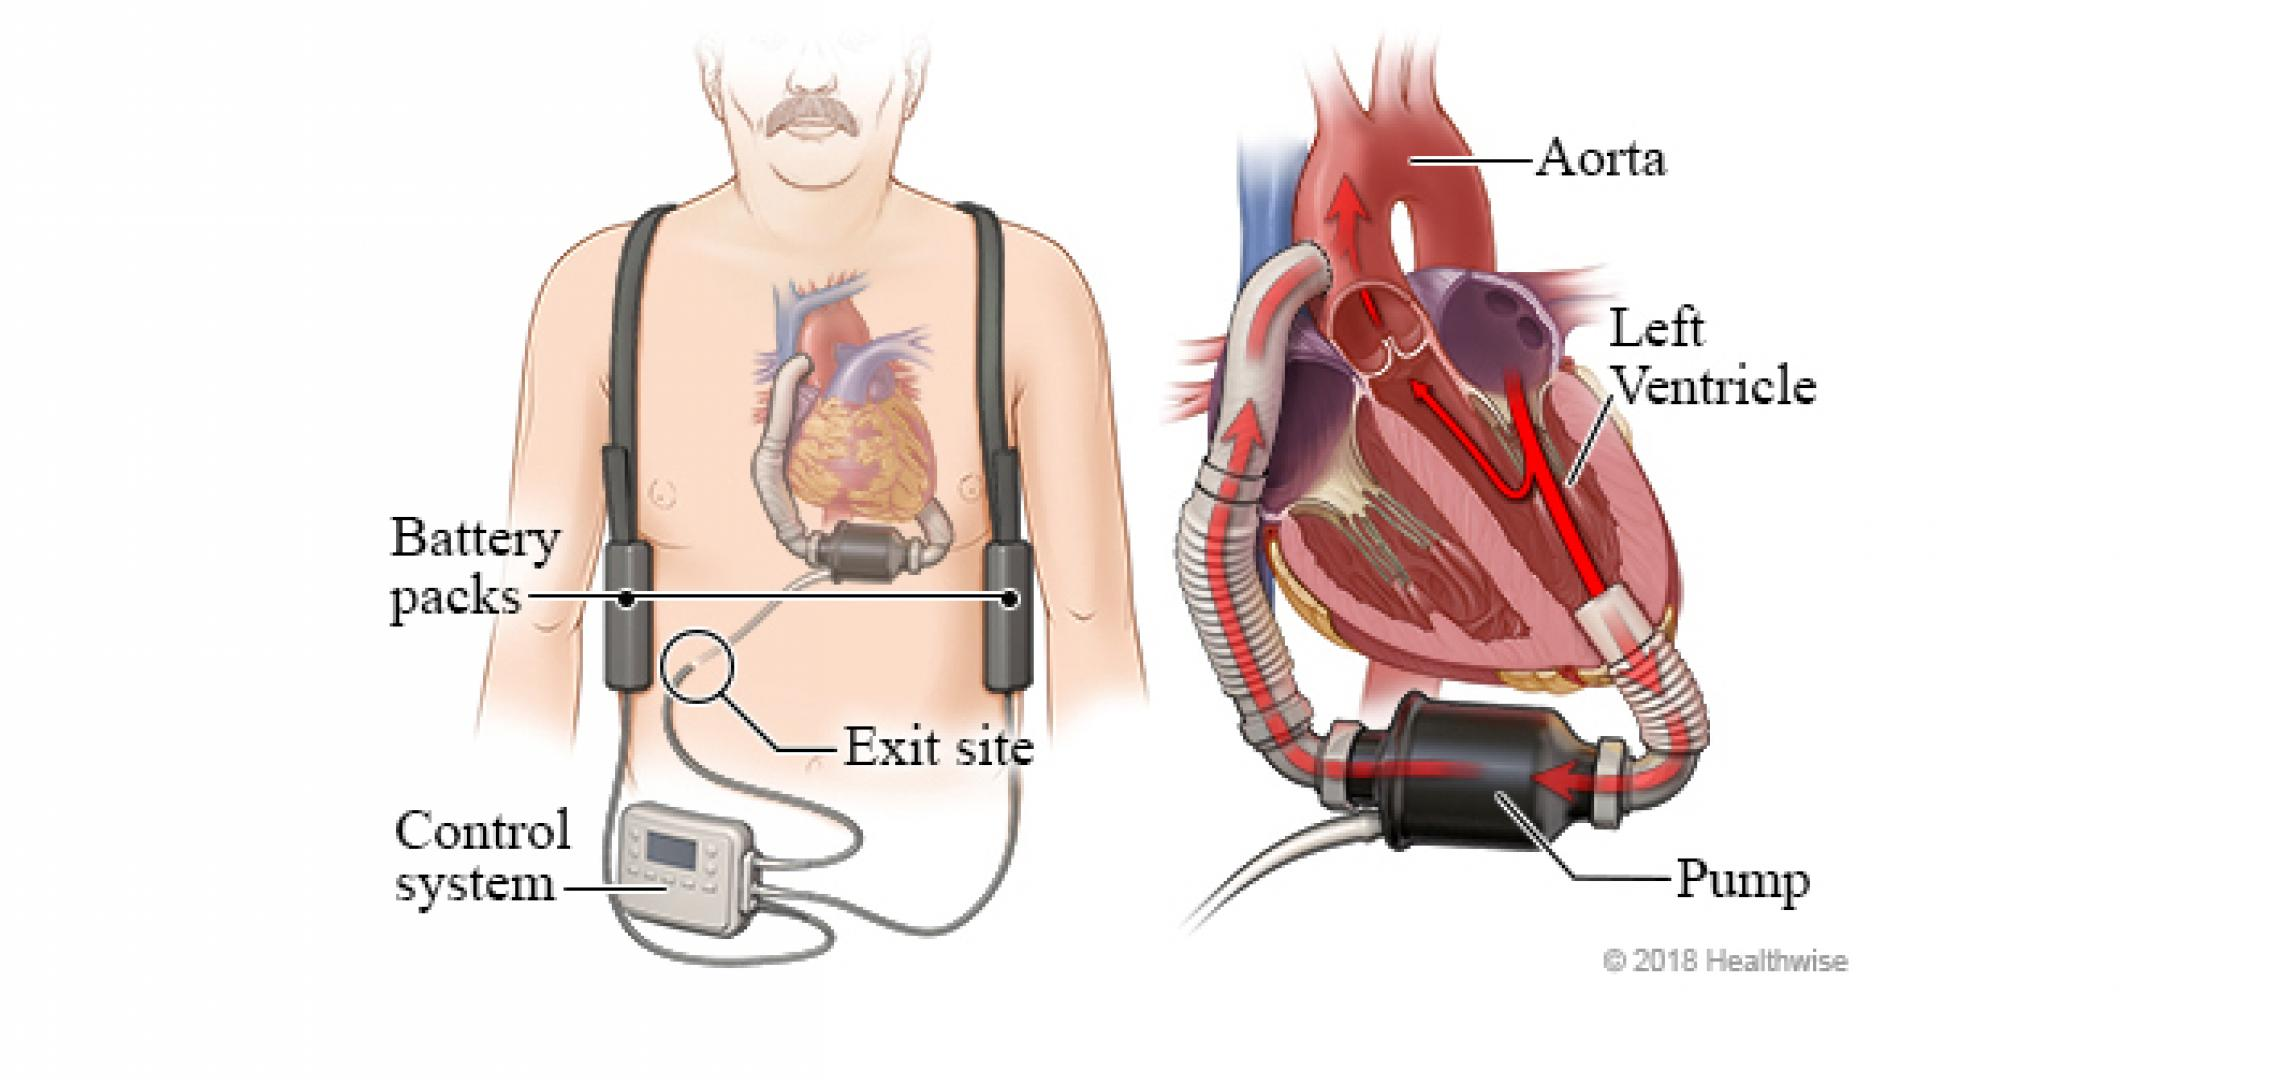 Battery
packs
Exit site
Control
system
Aorta
Left
Ventricle
Pump
© 2018 Healthwise